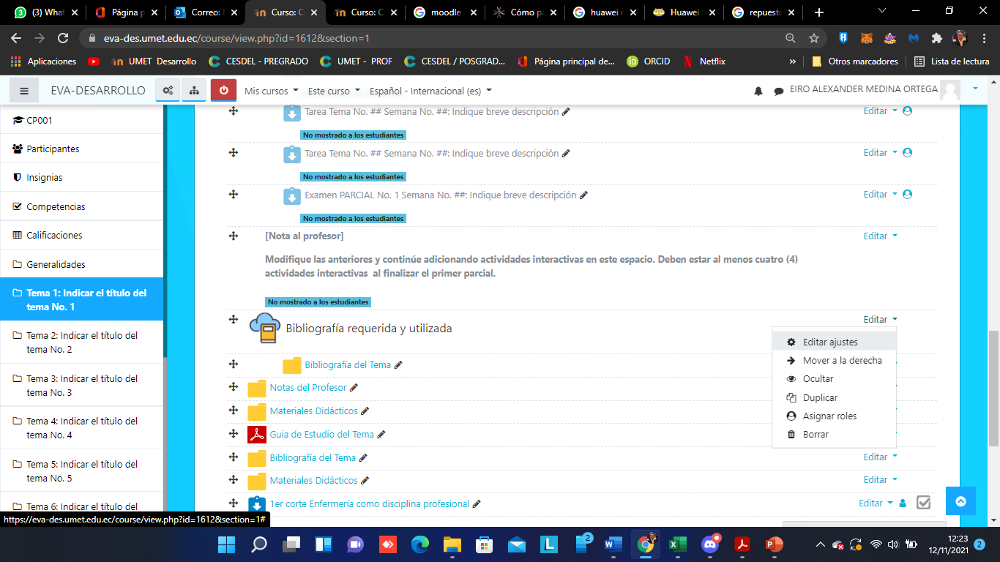 3
(3) What
Página p
Correo:
Curso: C
Curso: C
moodle
Cómo p
huawei r
Huawei
repuest
eva-des.umet.edu.ec/course/view.php?id=1612&section=1
Aplicaciones
UMET Desarrollo
CESDEL - PREGRADO
UMET - PROF
CESDEL / POSGRAD...
Página principal de...
ORCID
Netflix
»
Otros marcadores
Lista de lectura
EVA-DESARROLLO
Mis cursos
Este curso
Español - Internacional (es)
EIRO ALEXANDER MEDINA ORTEGA
CP001
Participantes
Insignias
Competencias
Calificaciones
Generalidades
Tema 1: Indicar el título del
tema No. 1
Tema 2: Indicar el título del
tema No. 2
Tema 3: Indicar el título del
tema No. 3
Tema 4: Indicar el título del
tema No. 4
Tema 5: Indicar el título del
tema No. 5
Tema 6: Indicar el título del
Tarea Tema No. ## Semana No. ##: Indique breve descripción
Editar
No mostrado a los estudiantes
Tarea Tema No. ## Semana No. ##: Indique breve descripción
Editar
No mostrado a los estudiantes
Examen PARCIAL No. 1 Semana No. ##: Indique breve descripción
Editar
No mostrado a los estudiantes
[Nota al profesor]
Editar
Modifique las anteriores y continúe adicionando actividades interactivas en este espacio. Deben estar al menos cuatro (4)
actividades interactivas al finalizar el primer parcial.
No mostrado a los estudiantes
Bibliografía requerida y utilizada
Editar
Editar ajustes
Mover a la derecha
Ocultar
Duplicar
Asignar roles
Borrar
Bibliografía del Tema
Notas del Profesor
Materiales Didácticos
Guia de Estudio del Tema
Bibliografía del Tema
Editar
Materiales Didácticos
Editar
1er corte Enfermería como disciplina profesional
Editar
https://eva-des.umet.edu.ec/course/view.php?id=1612&section=1#
2
12:23
12/11/2021
2